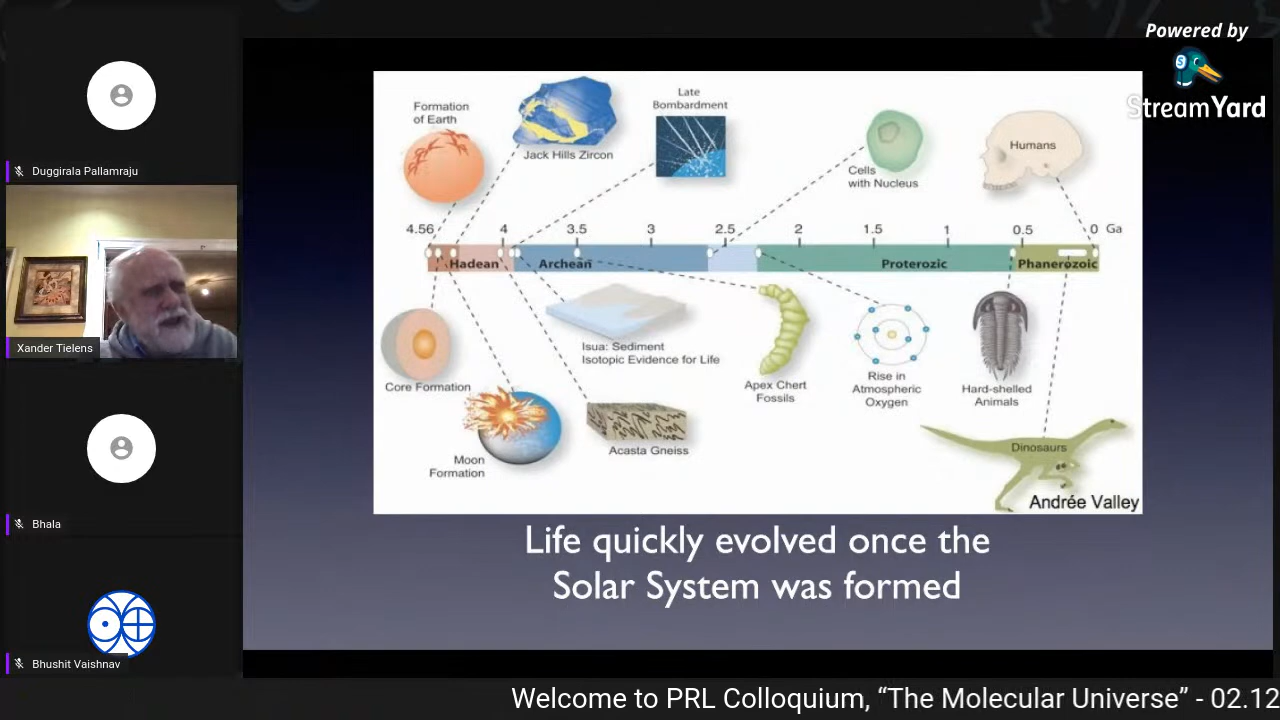 Powered by
StreamYard
Duggirala Pallamraju
Xander Tielens
Bhala
Bhushit Vaishnav
Formation
of Earth
Jack Hills Zircon
Late
Bombardment
Cells
with Nucleus
Humans
4.56 4 3.5 3 2.5 2 1.5 1 0.5 0 Ga
Hadean Archean Proterozic Phanerozoic
Core Formation
Moon
Formation
Isua: Sediment
Isotopic Evidence for Life
Acasta Gneiss
Apex Chert
Fossils
Rise in
Atmospheric
Oxygen
Hard-shelled
Animals
Dinosaurs
Andrée Valley
Life quickly evolved once the
Solar System was formed
Welcome to PRL Colloquium, “The Molecular Universe” - 02.12